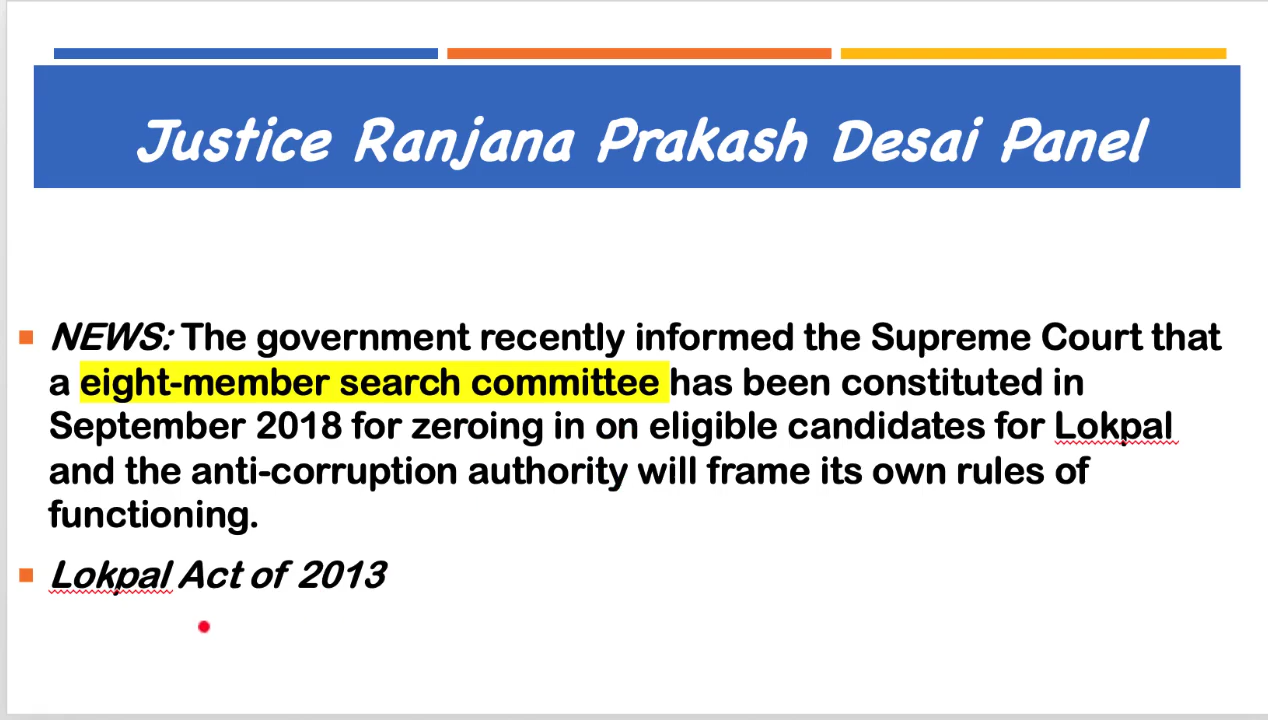 Justice Ranjana Prakash Desai Panel
NEWS: The government recently informed the Supreme Court that
a eight-member search committee has been constituted in
September 2018 for zeroing in on eligible candidates for Lokpal
and the anti-corruption authority will frame its own rules of
functioning.
Lokpal Act of 2013